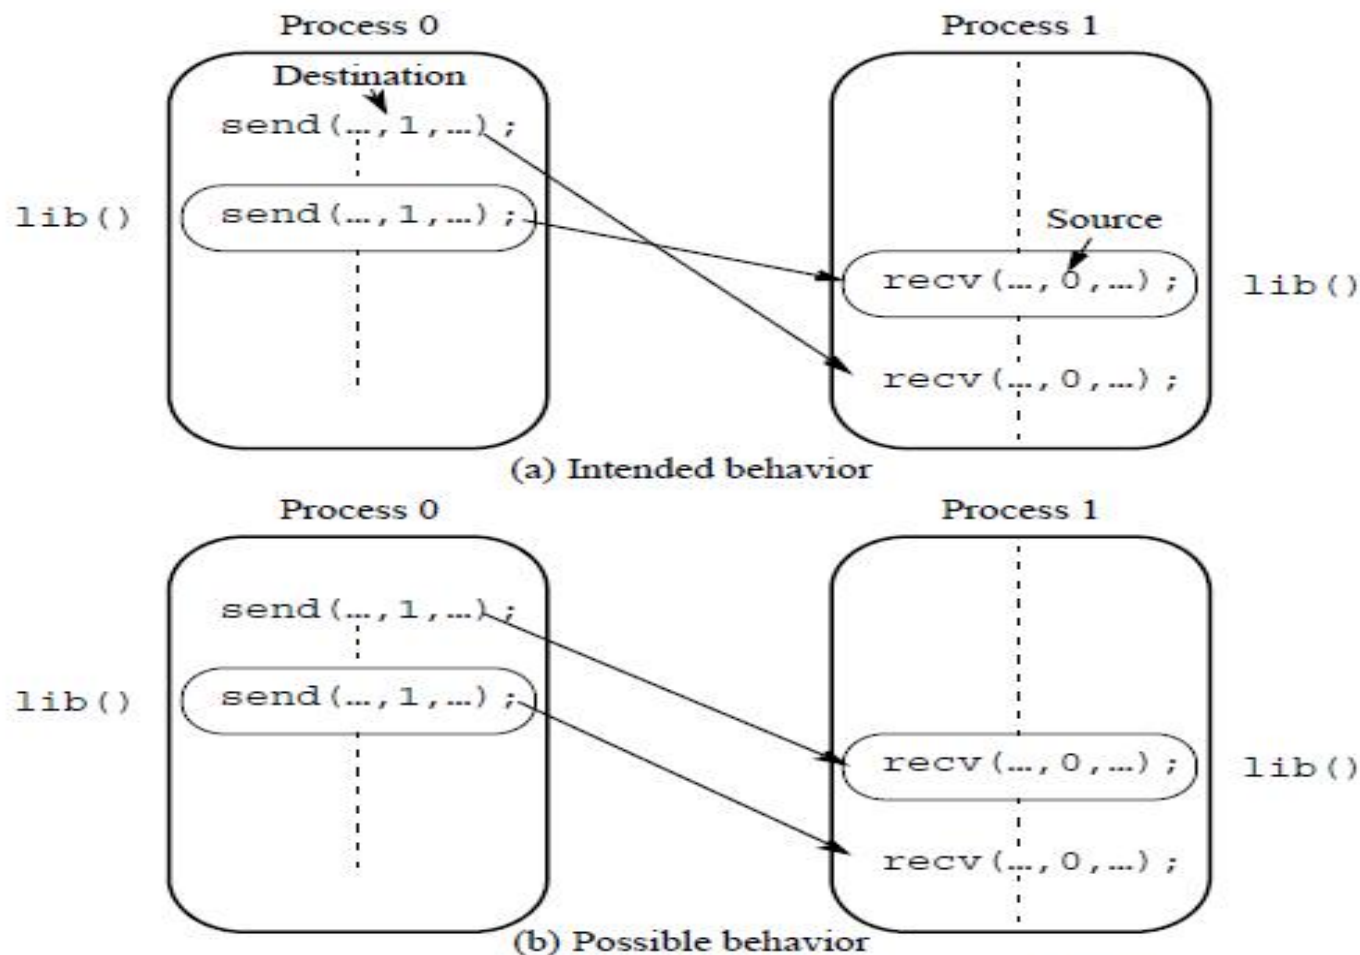 Process 0
Process 1
Destination
send(…,1,…);
lib()
send(…,1,…);
Source
recv(…,0,…);
lib()
recv(…,0,…);
(a) Intended behavior
Process 0
Process 1
send(…,1,…);
lib()
send(…,1,…);
recv(…,0,…);
lib()
recv(…,0,…);
(b) Possible behavior